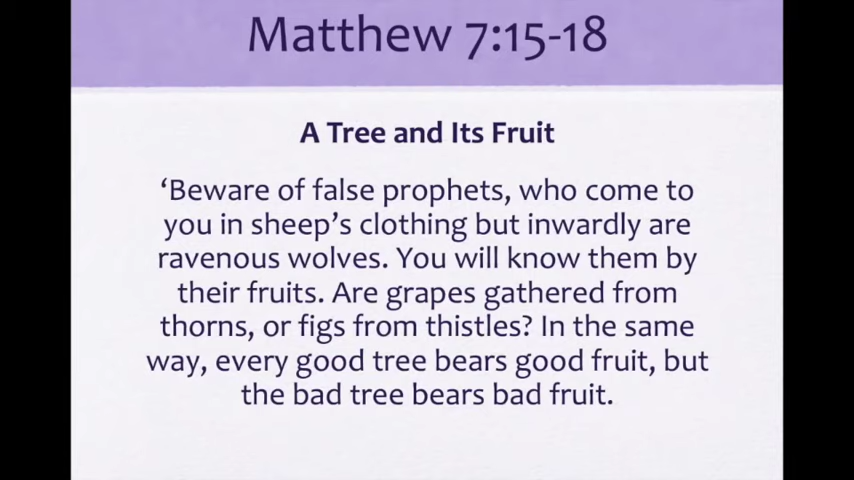 Matthew 7:15-18
A Tree and Its Fruit
‘Beware of false prophets, who come to
you in sheep’s clothing but inwardly are
ravenous wolves. You will know them by
their fruits. Are grapes gathered from
thorns, or figs from thistles? In the same
way, every good tree bears good fruit, but
the bad tree bears bad fruit.